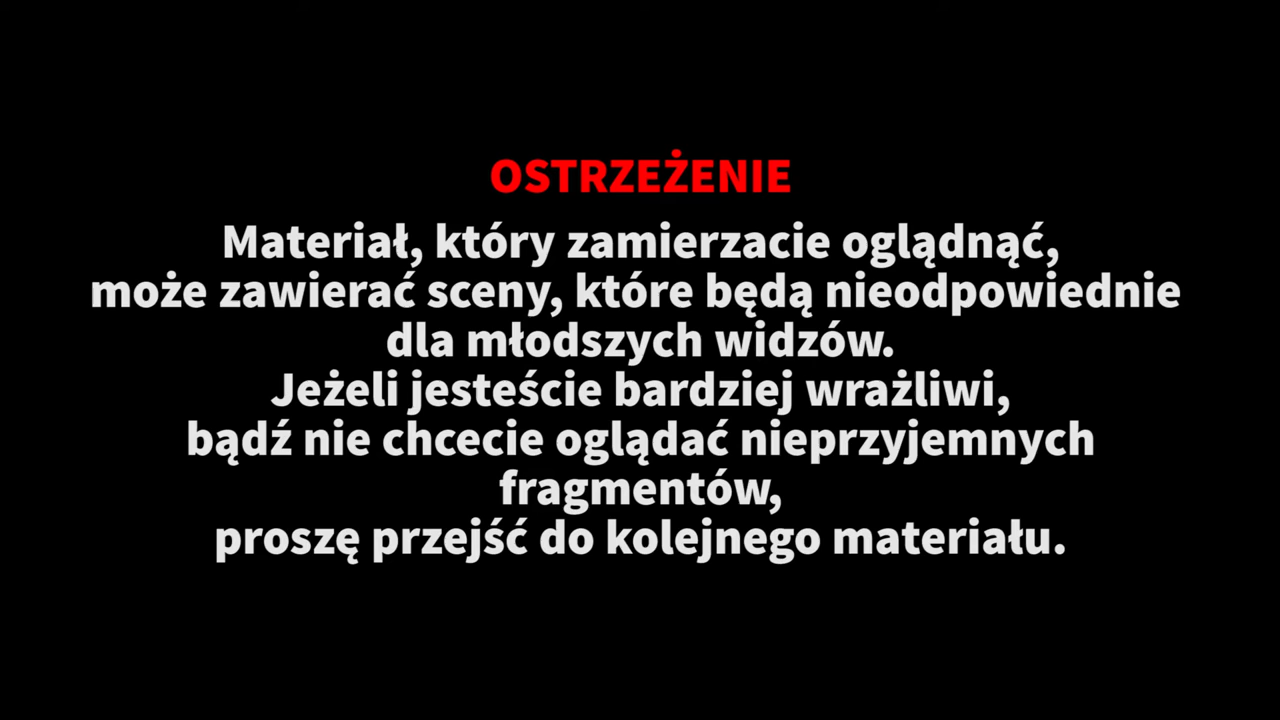 OSTRZEŻENIE
Materiał, który zamierzacie oglądnąć,
może zawierać sceny, które będą nieodpowiednie
dla młodszych widzów.
Jeżeli jesteście bardziej wrażliwi,
bądź nie chcecie oglądać nieprzyjemnych
fragmentów,
proszę przejść do kolejnego materiału.